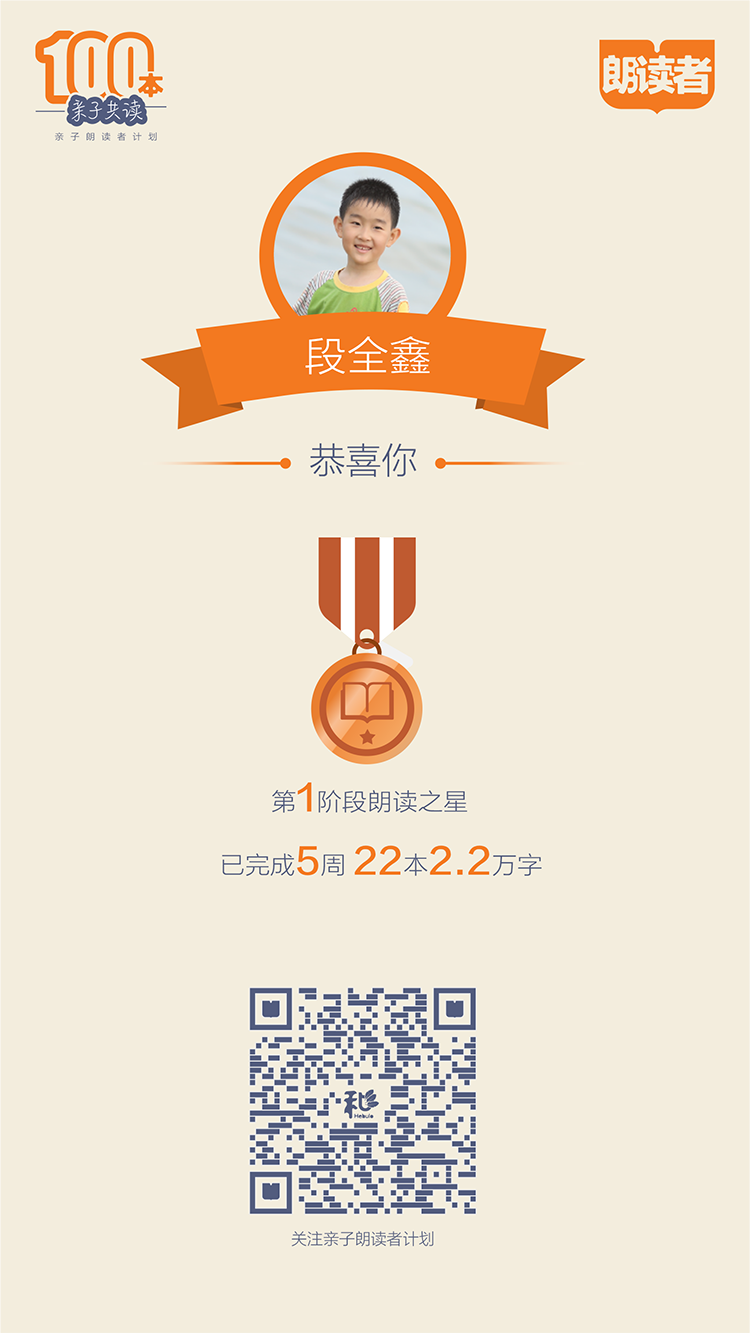 100本
亲子共读
亲子朗读者计划
朗读者
段全鑫
恭喜你
第1阶段朗读之星
已完成5周 22本2.2万字
Hebulo
关注亲子朗读者计划